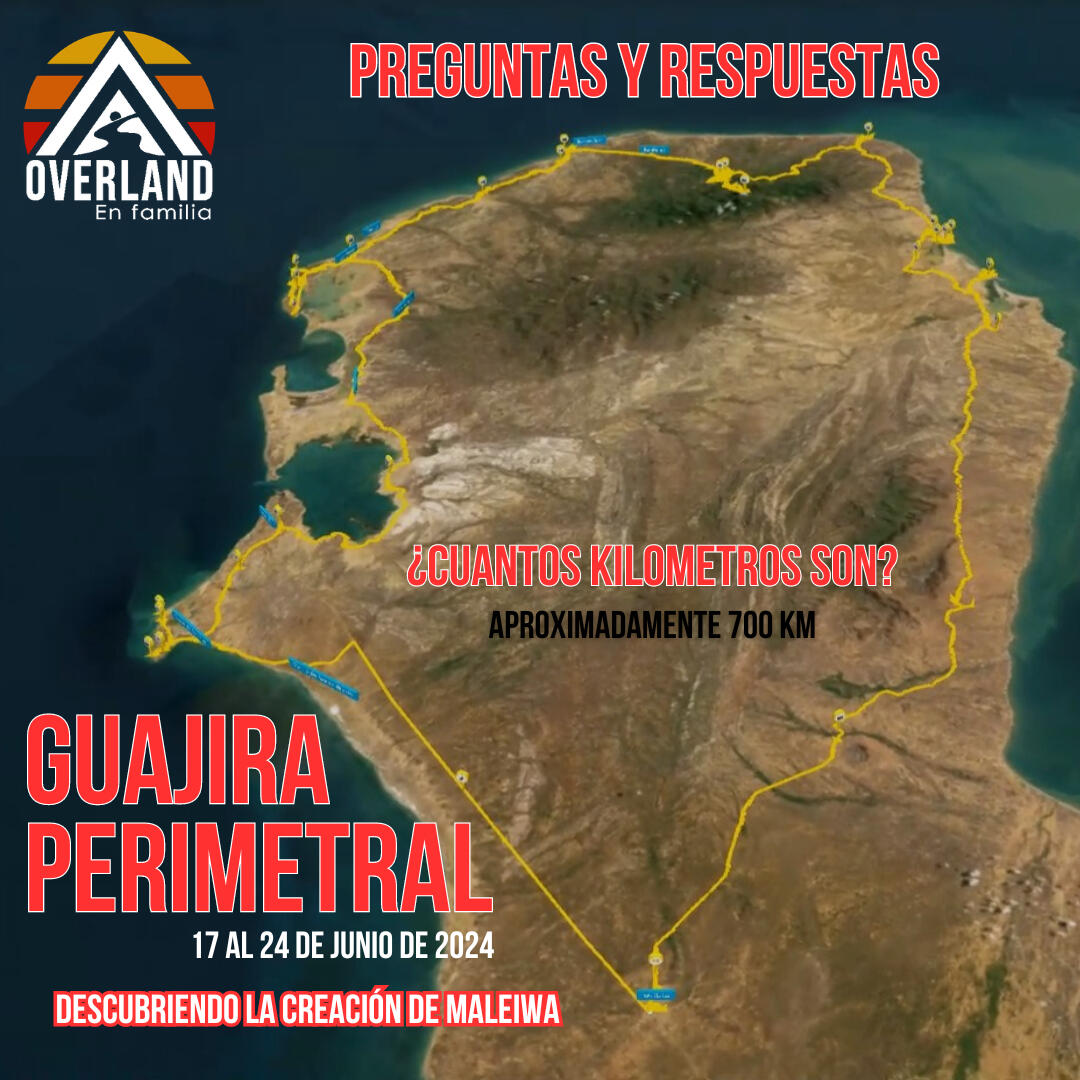 PREGUNTAS Y RESPUESTAS
OVERLAND
En familia
¿CUANTOS KILOMETROS SON?
APROXIMADAMENTE 700 KM
GUAJIRA
PERIMETRAL
17 AL 24 DE JUNIO DE 2024
DESCUBRIENDO LA CREACIÓN DE MALEIWA